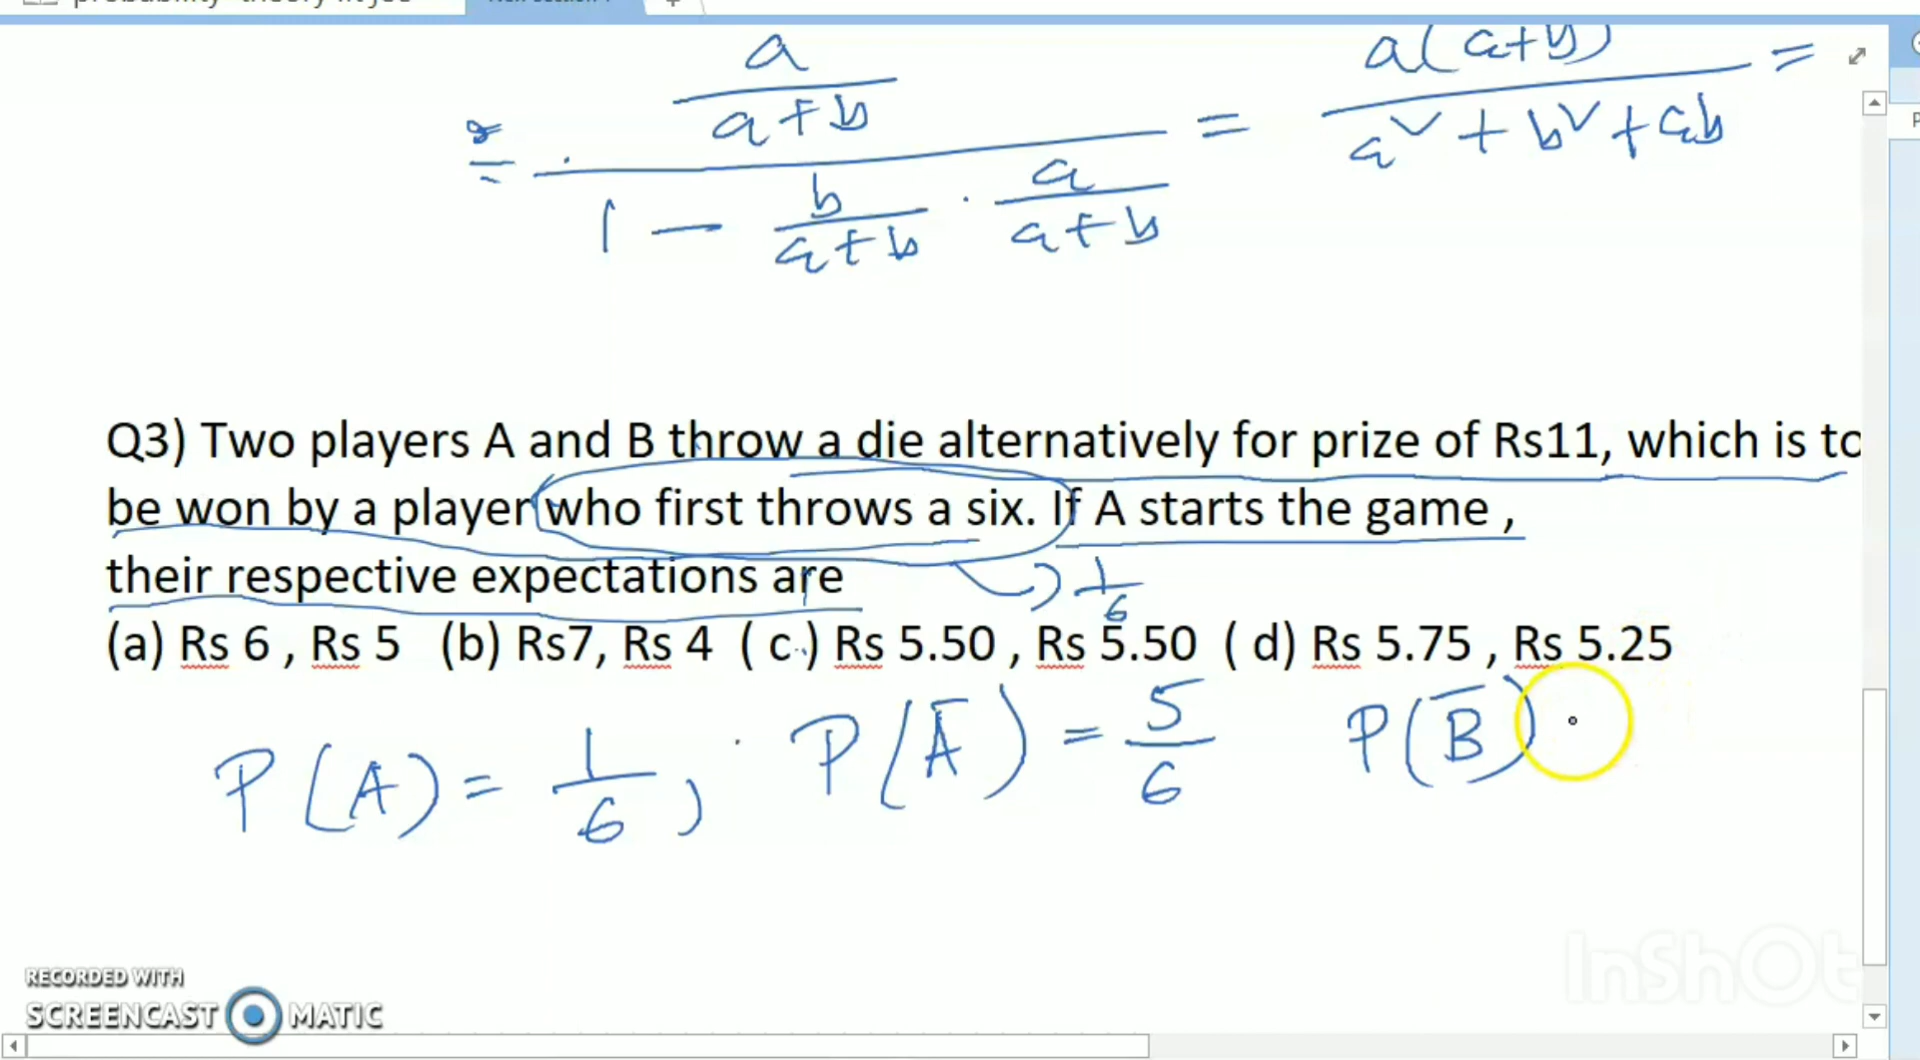 a
a+b
1 - b/a+b · a/a+b
= a(a+b)/a² + b² + ab =
Q3) Two players A and B throw a die alternatively for prize of Rs11, which is to
be won by a player who first throws a six. If A starts the game ,
their respective expectations are
1/6
(a) Rs 6 , Rs 5 (b) Rs7, Rs 4 ( c.) Rs 5.50 , Rs 5.50 ( d) Rs 5.75 , Rs 5.25
P(A) = 1/6 , P(Ā) = 5/6 P(B̄)
RECORDED WITH
SCREENCAST MATIC
InShOt